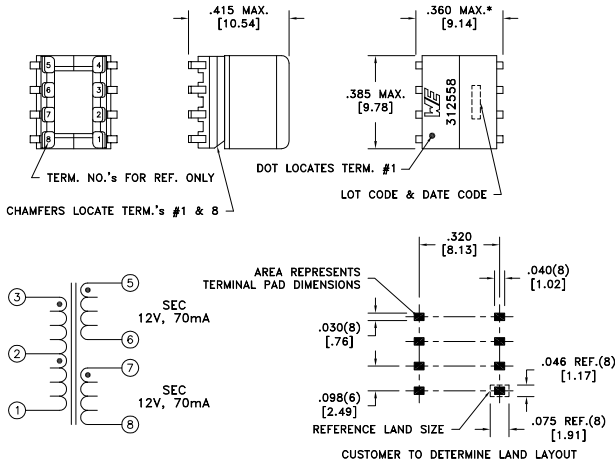 .415 MAX.
[10.54]
.360 MAX.*
[9.14]
5
4
6
3
7
2
8
1
.385 MAX.
[9.78]
WE
312558
TERM. NO.'s FOR REF. ONLY
DOT LOCATES TERM. #1
LOT CODE & DATE CODE
CHAMFERS LOCATE TERM.'s #1 & 8
3
2
1
5
6
7
8
SEC
12V, 70mA
SEC
12V, 70mA
.320
[8.13]
AREA REPRESENTS
TERMINAL PAD DIMENSIONS
.040(8)
[1.02]
.030(8)
[.76]
.046 REF.(8)
[1.17]
.098(6)
[2.49]
REFERENCE LAND SIZE
.075 REF.(8)
[1.91]
CUSTOMER TO DETERMINE LAND LAYOUT